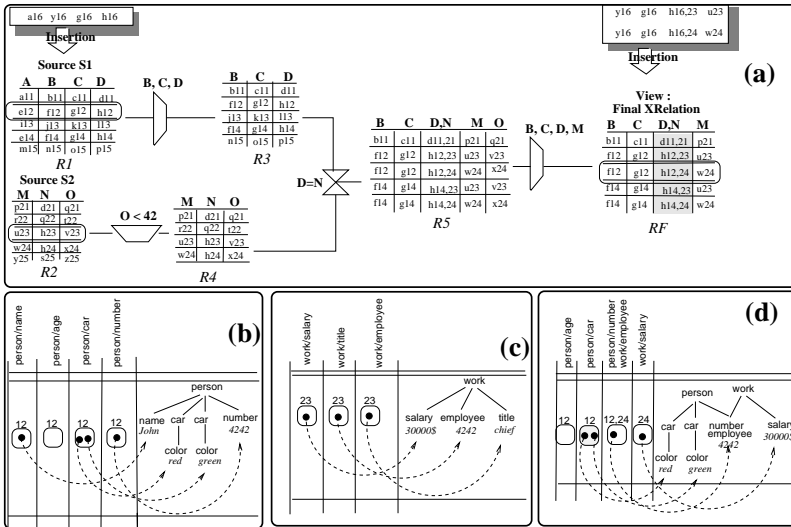 a16 y16 g16 h16
Insertion
Source S1
A B C D
a11 b11 c11 d11
e12 f12 g12 h12
i13 j13 k13 l13
e14 f14 g14 h14
m15 n15 o15 p15
R1
B, C, D
B C D
b11 c11 d11
f12 g12 h12
j13 k13 l13
f14 g14 h14
n15 o15 p15
R3
Source S2
M N O
p21 d21 q21
r22 q22 t22
u23 h23 v23
w24 h24 x24
y25 s25 z25
R2
O < 42
M N O
p21 d21 q21
r22 q22 t22
u23 h23 v23
w24 h24 x24
R4
D=N
B C D,N M O
b11 c11 d11,21 p21 q21
f12 g12 h12,23 u23 v23
f12 g12 h12,24 w24 x24
f14 g14 h14,23 u23 v23
f14 g14 h14,24 w24 x24
R5
B, C, D, M
y16 g16 h16,23 u23
y16 g16 h16,24 w24
Insertion
(a)
View :
Final XRelation
B C D,N M
b11 c11 d11,21 p21
f12 g12 h12,23 u23
f12 g12 h12,24 w24
f14 g14 h14,23 u23
f14 g14 h14,24 w24
RF
(b)
person/name
person/age
person/car
person/number
person
12 12 12 12
name car car number
John 4242
color color
red green
(c)
work/salary
work/title
work/employee
work
23 23 23
salary employee title
30000$ 4242 chief
(d)
person/age
person/car
person/number
work/employee
work/salary
person work
12 12 12,24 24
car car number salary
employee
4242 30000$
color color
red green